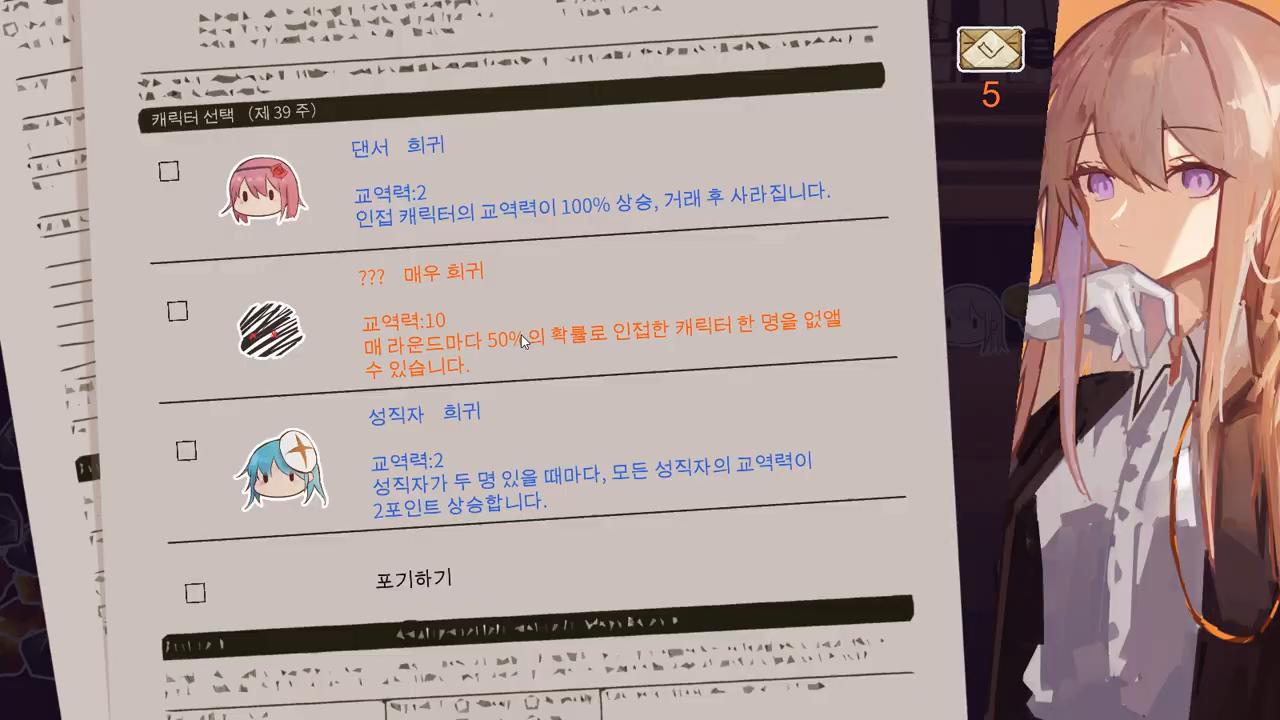 캐릭터 선택 (제 39 주)
5
댄서 희귀
교역력:2
인접 캐릭터의 교역력이 100% 상승, 거래 후 사라집니다.
??? 매우 희귀
교역력:10
매 라운드마다 50%의 확률로 인접한 캐릭터 한 명을 없앨
수 있습니다.
성직자 희귀
교역력:2
성직자가 두 명 있을 때마다, 모든 성직자의 교역력이
2포인트 상승합니다.
포기하기